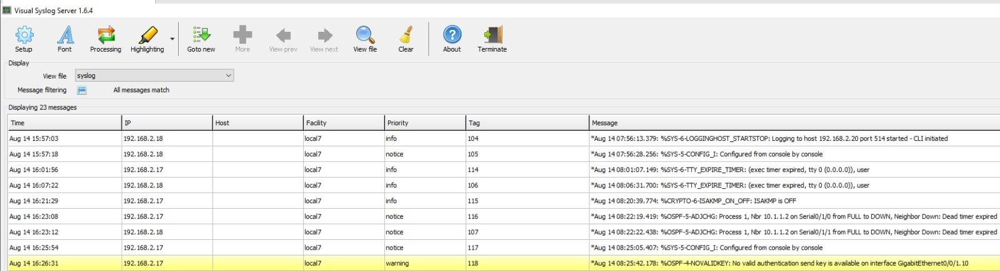 Visual Syslog Server 1.6.4
Setup Font Processing Highlighting Goto new More View prev View next View file Clear About Terminate
Display
View file syslog
Message filtering All messages match
Displaying 23 messages
Time IP Host Facility Priority Tag Message
Aug 14 15:57:03 192.168.2.18 local7 info 104 *Aug 14 07:56:13.379: %SYS-6-LOGGINGHOST_STARTSTOP: Logging to host 192.168.2.20 port 514 started - CLI initiated
Aug 14 15:57:18 192.168.2.18 local7 notice 105 *Aug 14 07:56:28.256: %SYS-5-CONFIG_I: Configured from console by console
Aug 14 16:01:56 192.168.2.17 local7 info 114 *Aug 14 08:01:07.149: %SYS-6-TTY_EXPIRE_TIMER: (exec timer expired, tty 0 (0.0.0.0)), user
Aug 14 16:07:22 192.168.2.18 local7 info 106 *Aug 14 08:06:31.700: %SYS-6-TTY_EXPIRE_TIMER: (exec timer expired, tty 0 (0.0.0.0)), user
Aug 14 16:21:29 192.168.2.17 local7 info 115 *Aug 14 08:20:39.774: %CRYPTO-6-ISAKMP_ON_OFF: ISAKMP is OFF
Aug 14 16:23:08 192.168.2.17 local7 notice 116 *Aug 14 08:22:19.419: %OSPF-5-ADJCHG: Process 1, Nbr 10.1.1.2 on Serial0/1/0 from FULL to DOWN, Neighbor Down: Dead timer expired
Aug 14 16:23:12 192.168.2.18 local7 notice 107 *Aug 14 08:22:22.438: %OSPF-5-ADJCHG: Process 1, Nbr 10.1.1.2 on Serial0/1/1 from FULL to DOWN, Neighbor Down: Dead timer expired
Aug 14 16:25:54 192.168.2.17 local7 notice 117 *Aug 14 08:25:05.407: %SYS-5-CONFIG_I: Configured from console by console
Aug 14 16:26:31 192.168.2.17 local7 warning 118 *Aug 14 08:25:42.178: %OSPF-4-NOVALIDKEY: No valid authentication send key is available on interface GigabitEthernet0/0/1.10